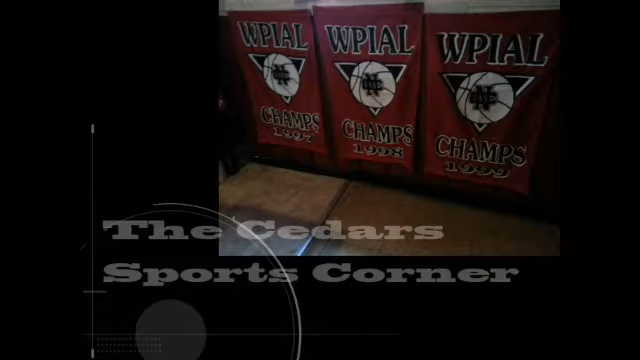 WPIAL
CHAMPS
1997
WPIAL
CHAMPS
1998
WPIAL
CHAMPS
1999
The Cedars
Sports Corner